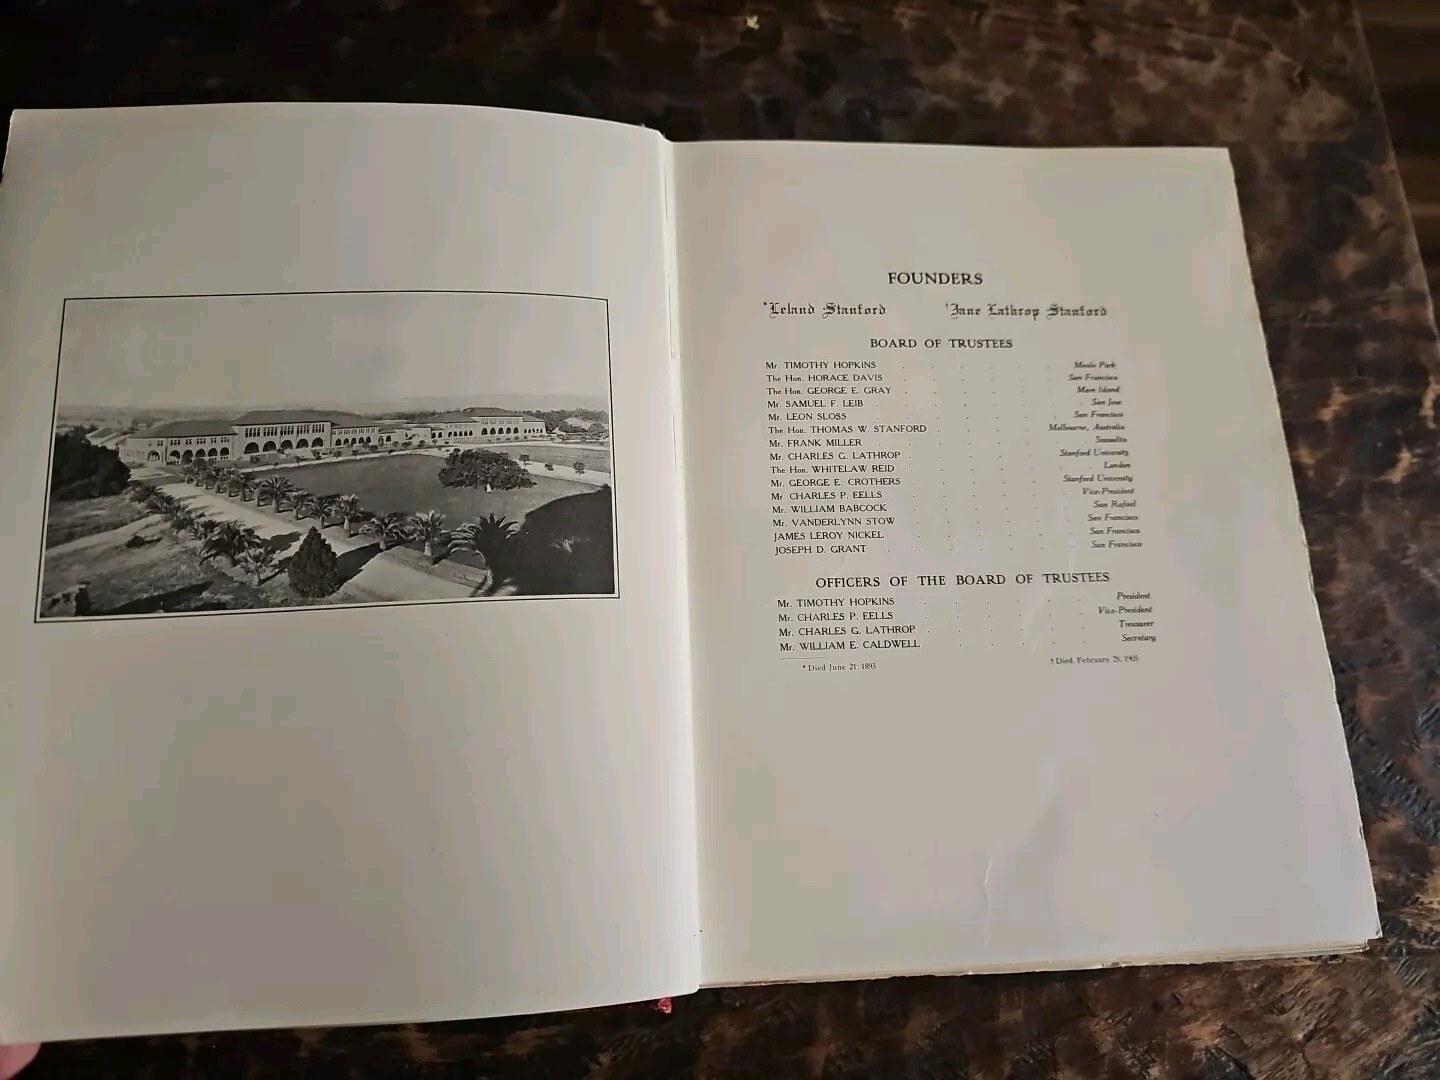 FOUNDERS
*Leland Stanford †Jane Lathrop Stanford
BOARD OF TRUSTEES
Mr. TIMOTHY HOPKINS . . . . . Menlo Park
The Hon. HORACE DAVIS . . . . . San Francisco
The Hon. GEORGE E. GRAY . . . . . Mare Island
Mr. SAMUEL F. LEIB . . . . . San Jose
Mr. LEON SLOSS . . . . . San Francisco
The Hon. THOMAS W. STANFORD . . . . Melbourne, Australia
Mr. FRANK MILLER . . . . . Sausalito
Mr. CHARLES G. LATHROP . . . . . Stanford University
The Hon. WHITELAW REID . . . . . London
Mr. GEORGE E. CROTHERS . . . . . Stanford University
Mr. CHARLES P. EELLS . . . . . Vice-President
Mr. WILLIAM BABCOCK . . . . . San Rafael
Mr. VANDERLYNN STOW . . . . . San Francisco
JAMES LEROY NICKEL . . . . . San Francisco
JOSEPH D. GRANT . . . . . San Francisco
OFFICERS OF THE BOARD OF TRUSTEES
Mr. TIMOTHY HOPKINS . . . . . President
Mr. CHARLES P. EELLS . . . . . Vice-President
Mr. CHARLES G. LATHROP . . . . . Treasurer
Mr. WILLIAM E. CALDWELL . . . . Secretary
* Died June 21, 1893 † Died February 28, 1905